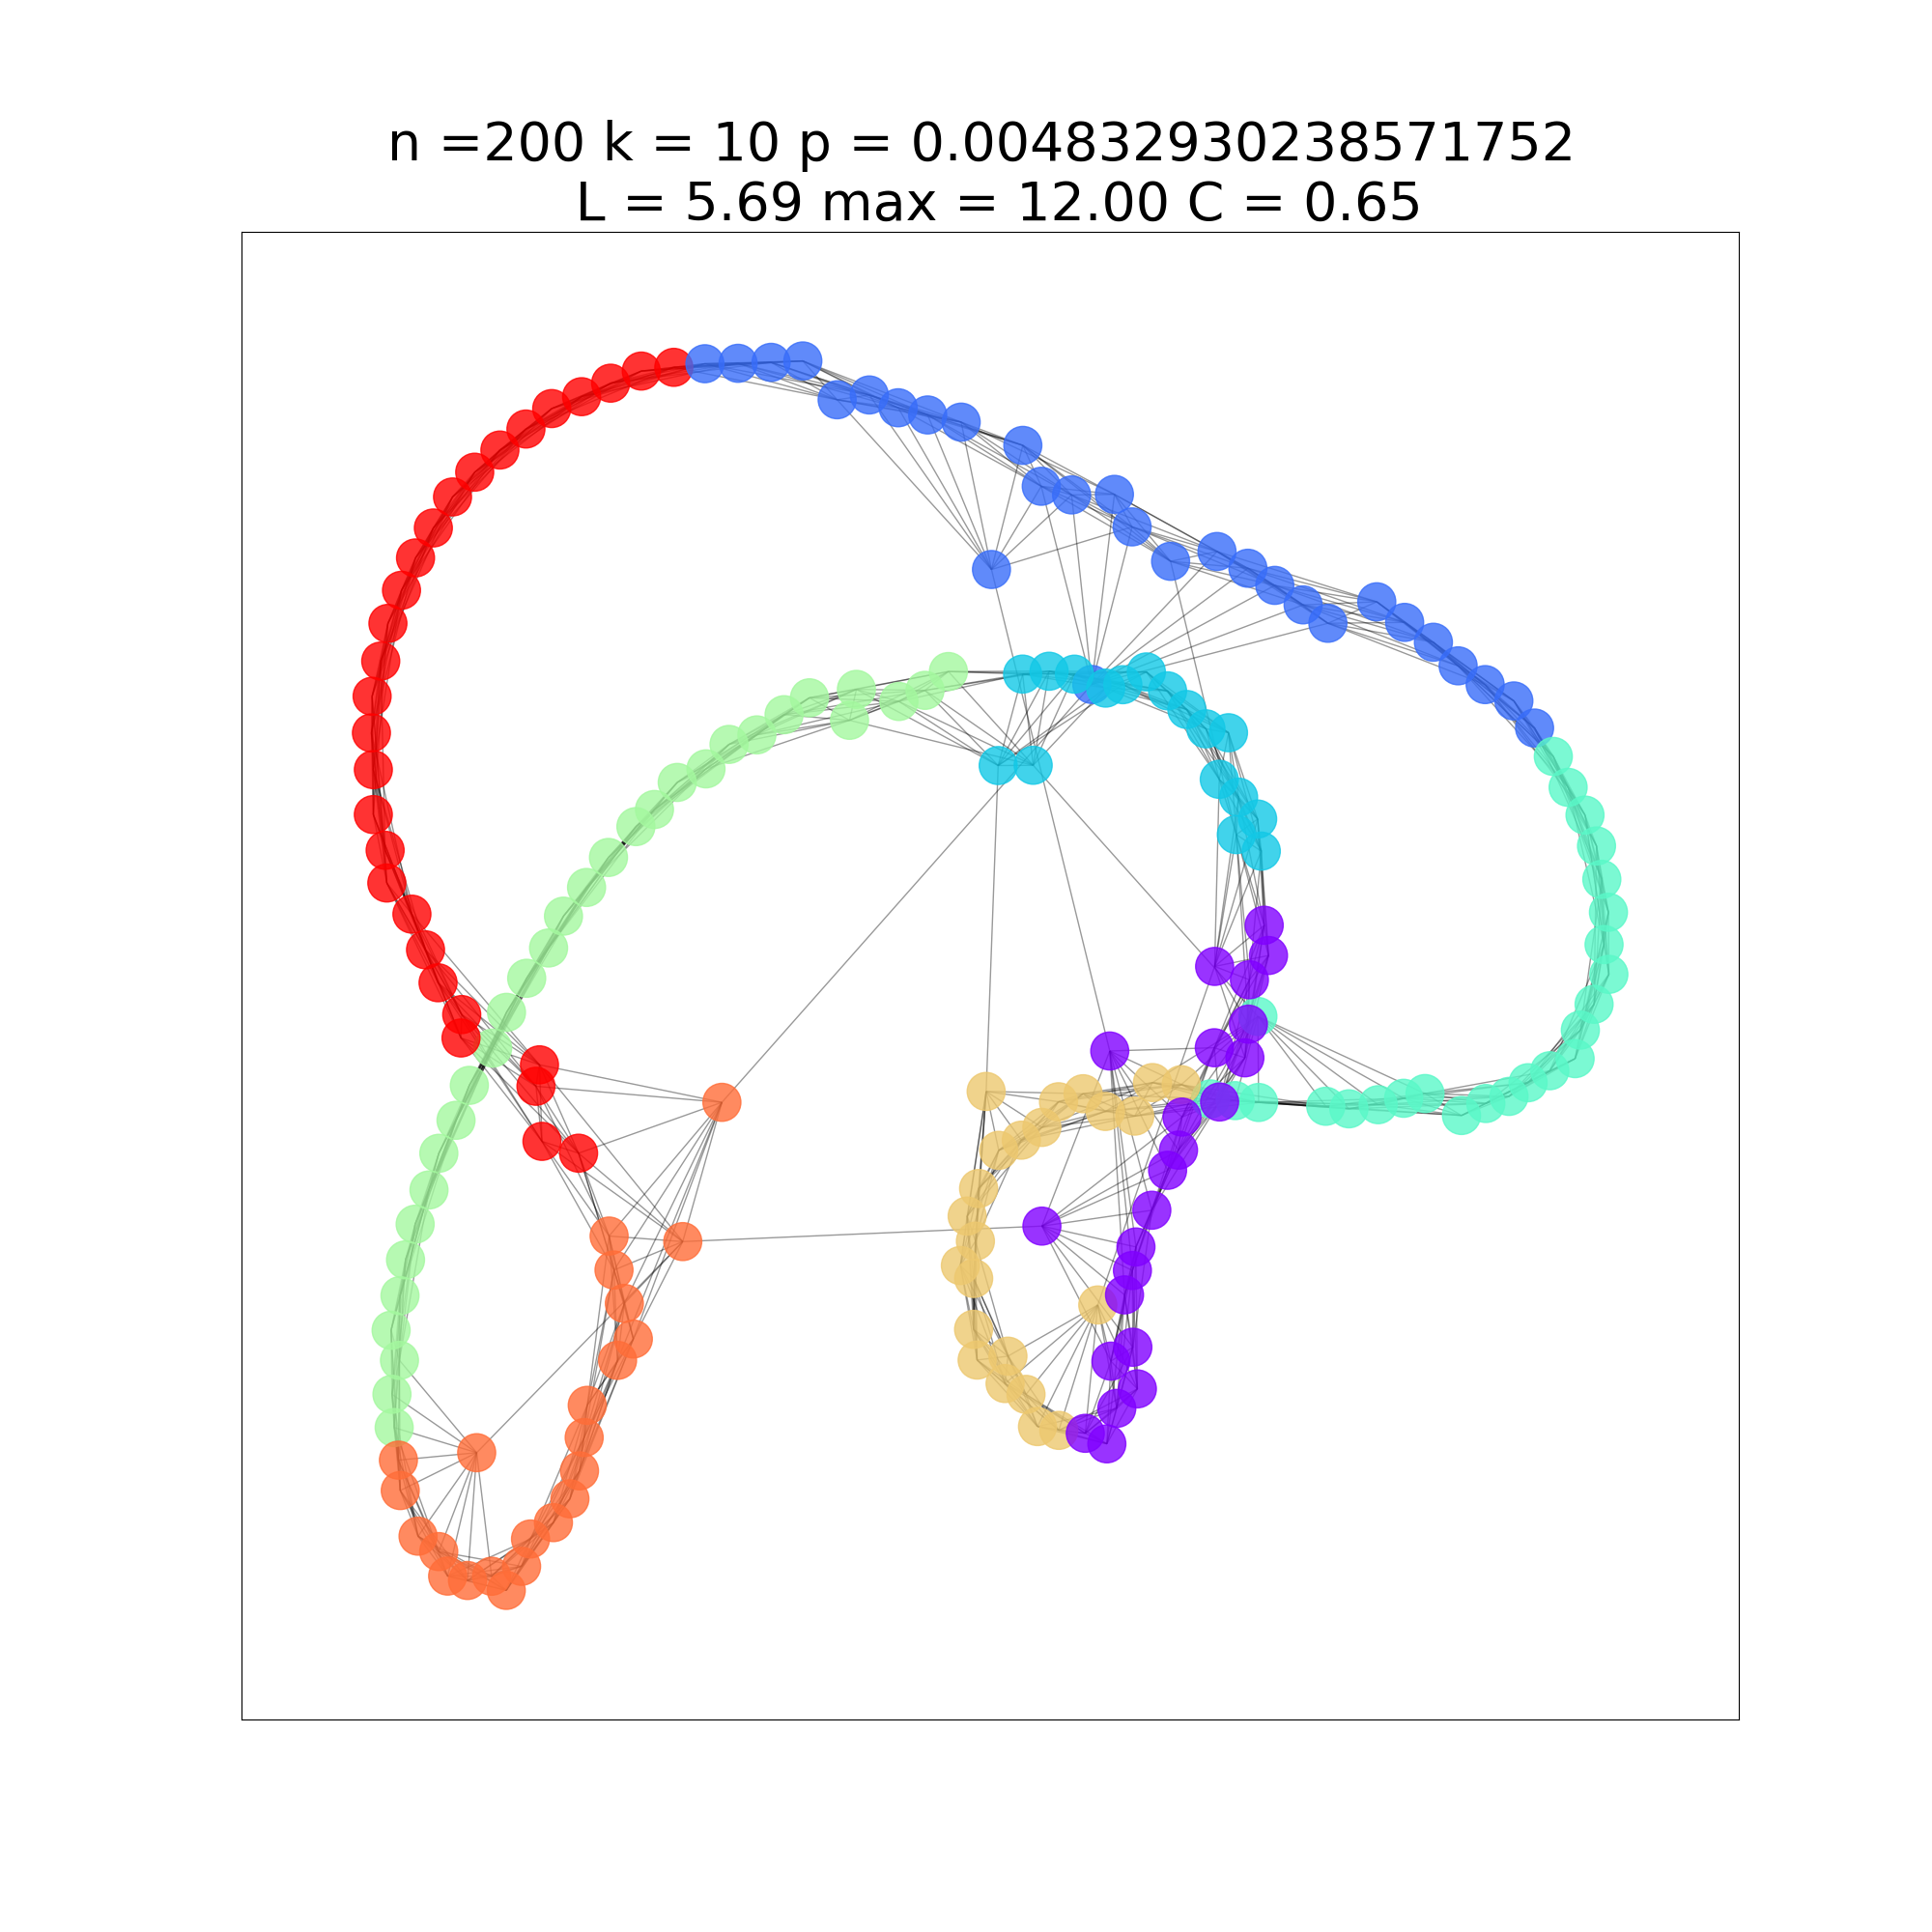 n =200 k = 10 p = 0.004832930238571752
L = 5.69 max = 12.00 C = 0.65